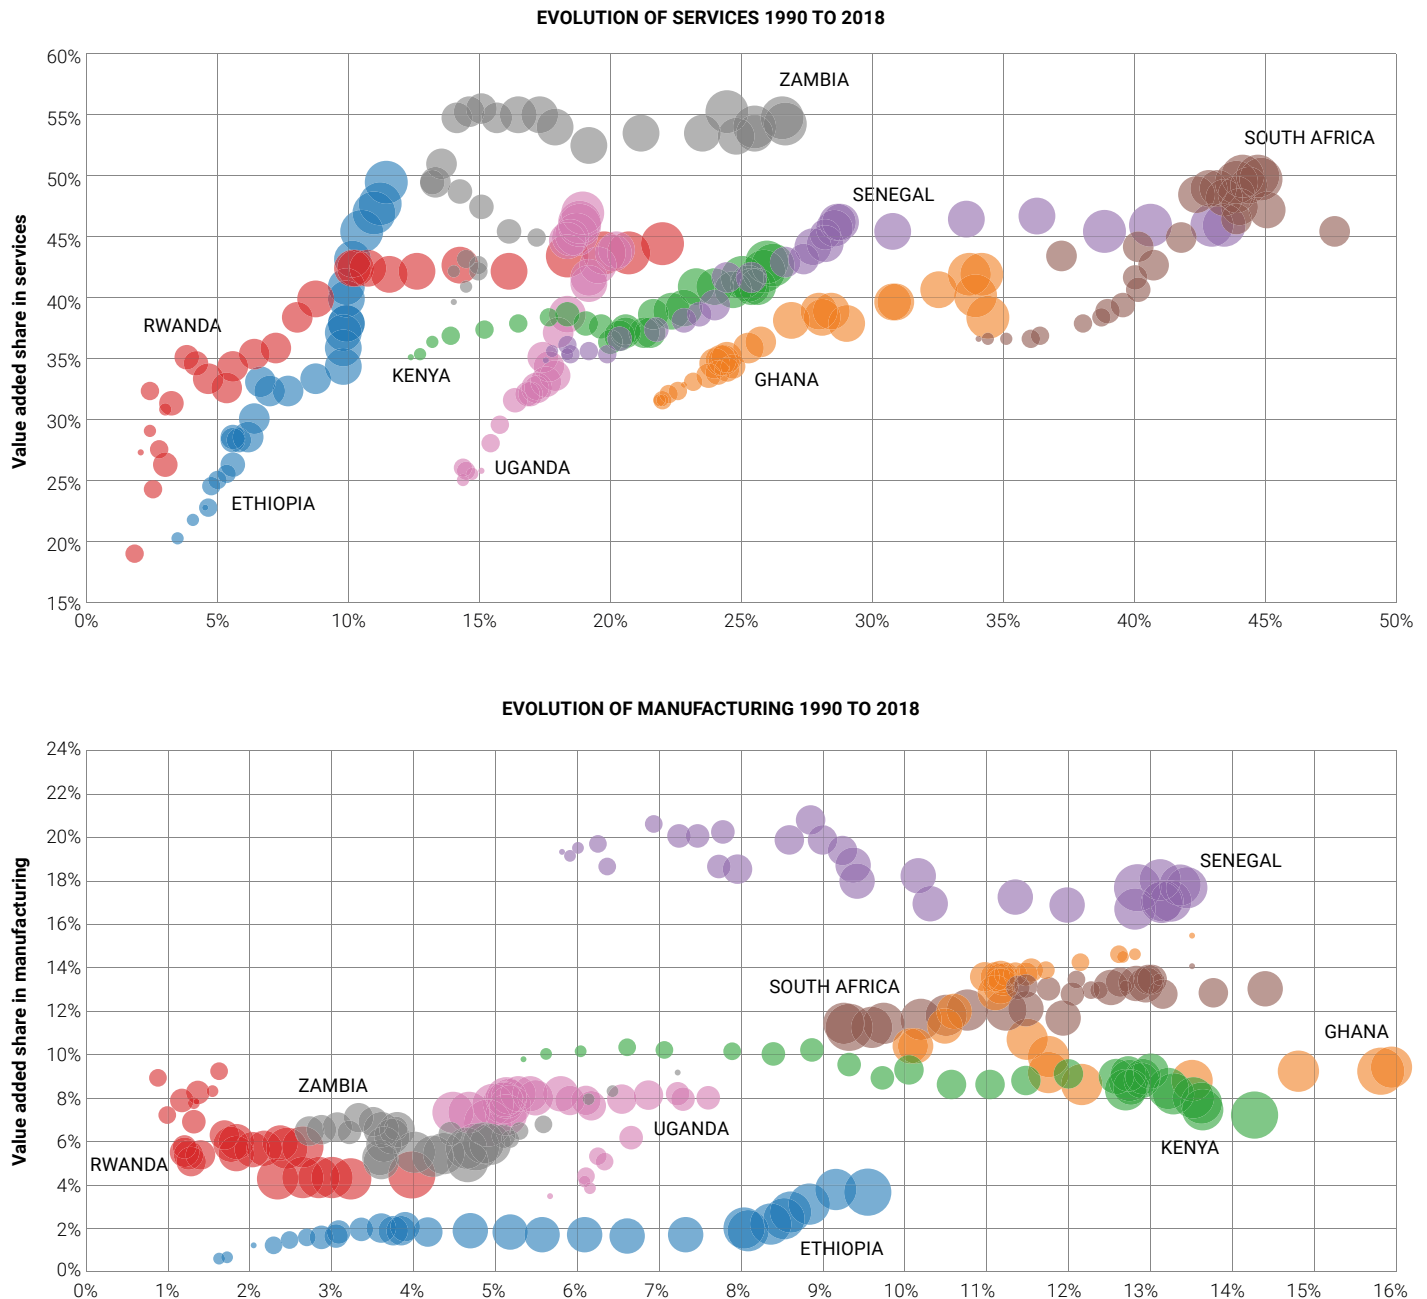 EVOLUTION OF SERVICES 1990 TO 2018
Value added share in services
60%
55%
50%
45%
40%
35%
30%
25%
20%
15%
ZAMBIA
SOUTH AFRICA
SENEGAL
RWANDA
KENYA
GHANA
UGANDA
ETHIOPIA
0% 5% 10% 15% 20% 25% 30% 35% 40% 45% 50%
EVOLUTION OF MANUFACTURING 1990 TO 2018
Value added share in manufacturing
24%
22%
20%
18%
16%
14%
12%
10%
8%
6%
4%
2%
0%
SENEGAL
SOUTH AFRICA
GHANA
ZAMBIA
UGANDA
KENYA
RWANDA
ETHIOPIA
0% 1% 2% 3% 4% 5% 6% 7% 8% 9% 10% 11% 12% 13% 14% 15% 16%